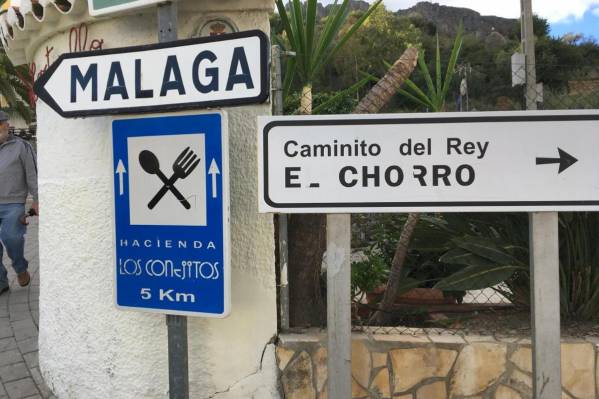 MALAGA
Caminito del Rey
EL CHORRO
HACIENDA
LOS CONEJITOS
5 Km